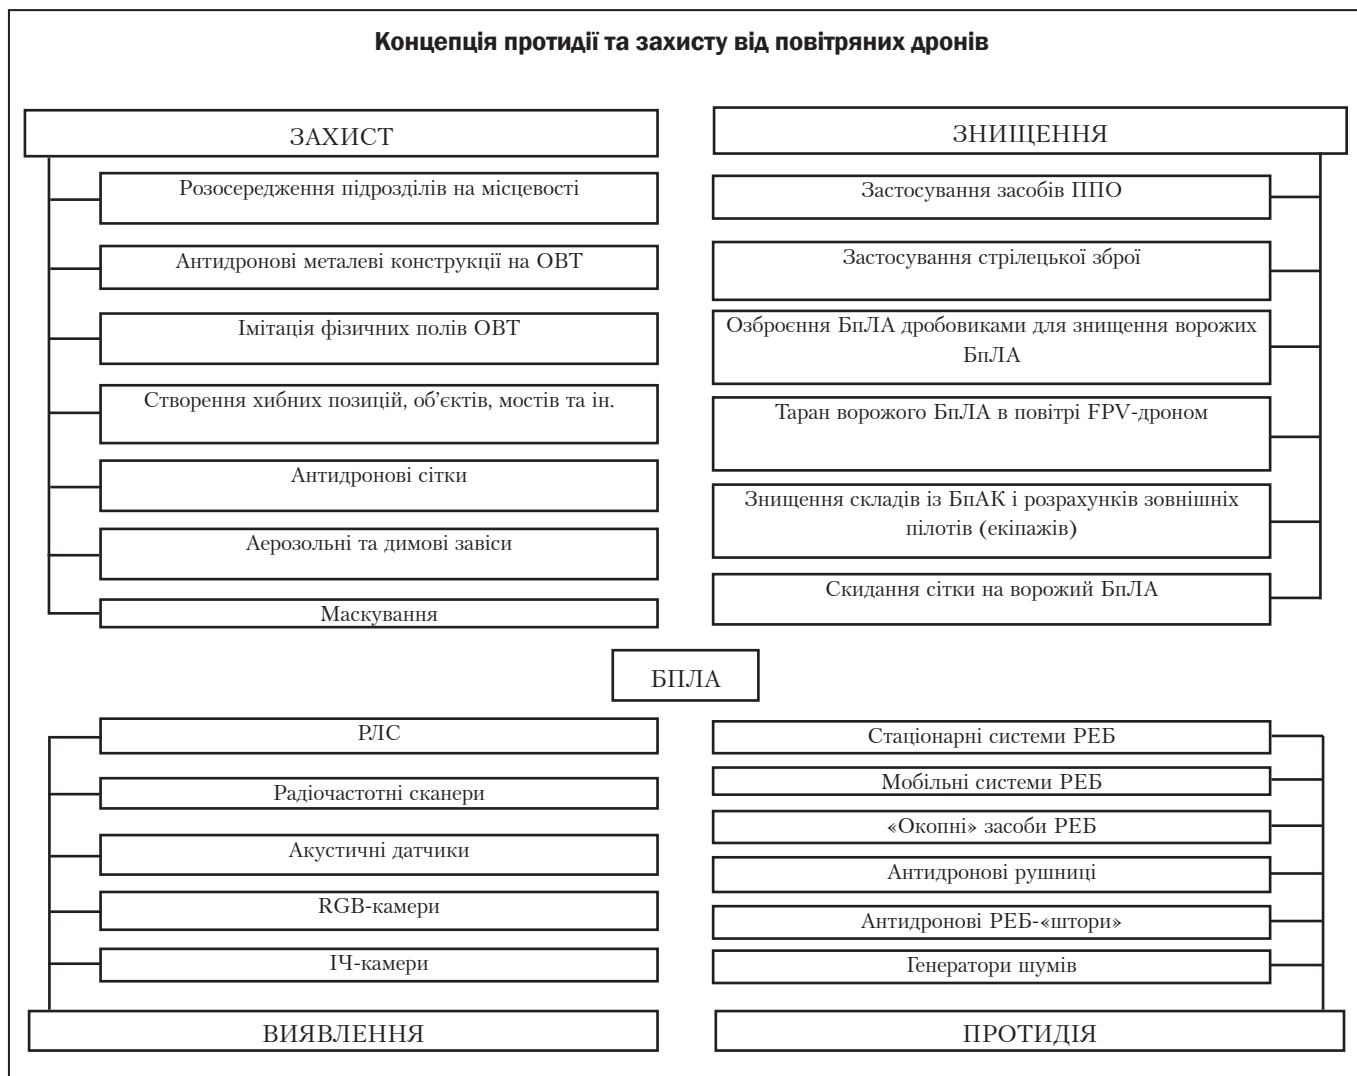 Концепція протидії та захисту від повітряних дронів
ЗАХИСТ
Розосередження підрозділів на місцевості
Антидронові металеві конструкції на ОВТ
Імітація фізичних полів ОВТ
Створення хибних позицій, об’єктів, мостів та ін.
Антидронові сітки
Аерозольні та димові завіси
Маскування
ЗНИЩЕННЯ
Застосування засобів ППО
Застосування стрілецької зброї
Озброєння БпЛА дробовиками для знищення ворожих
БпЛА
Таран ворожого БпЛА в повітрі FPV-дроном
Знищення складів із БпАК і розрахунків зовнішніх
пілотів (екіпажів)
Скидання сітки на ворожий БпЛА
БПЛА
РЛС
Радіочастотні сканери
Акустичні датчики
RGB-камери
ІЧ-камери
ВИЯВЛЕННЯ
Стаціонарні системи РЕБ
Мобільні системи РЕБ
«Окопні» засоби РЕБ
Антидронові рушниці
Антидронові РЕБ-«штори»
Генератори шумів
ПРОТИДІЯ